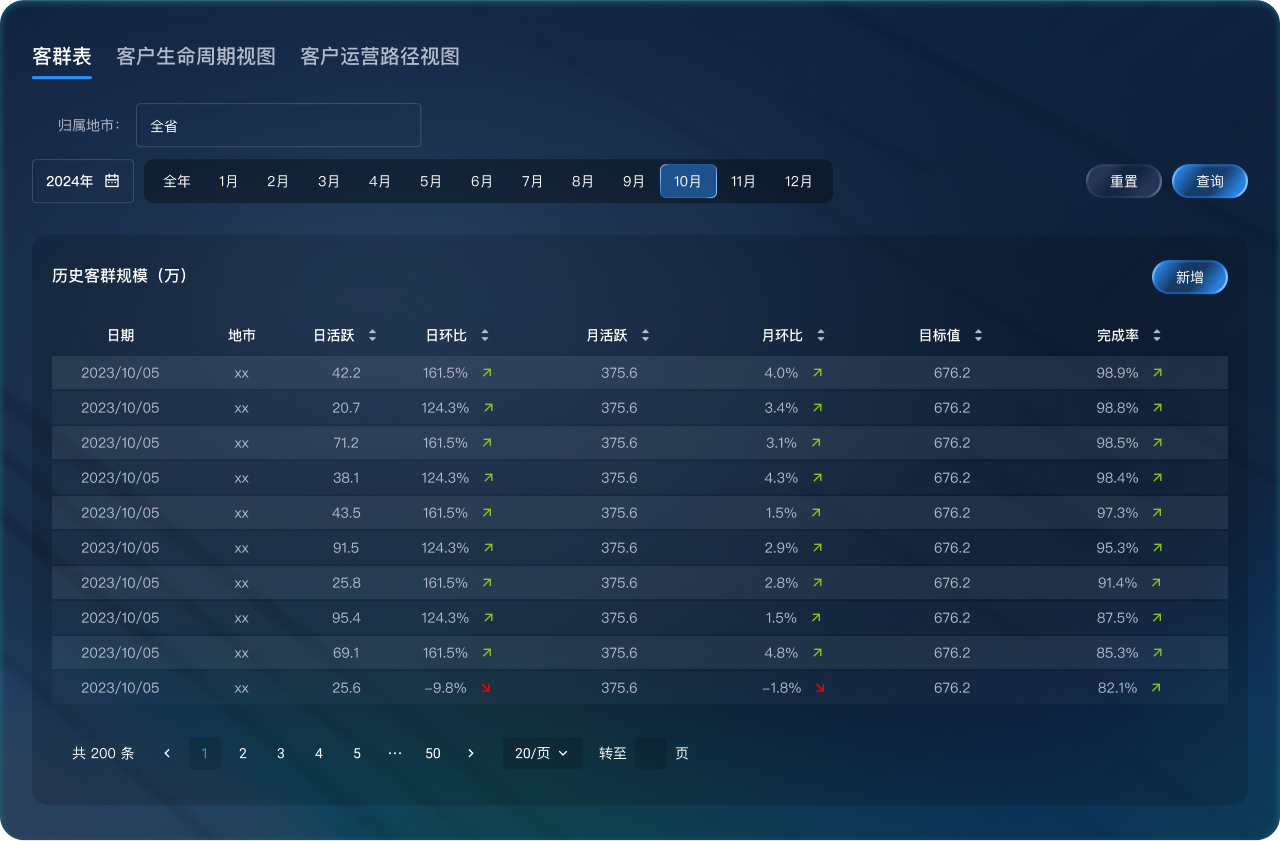 客群表 客户生命周期视图 客户运营路径视图
归属地市： 全省
2024年 全年 1月 2月 3月 4月 5月 6月 7月 8月 9月 10月 11月 12月 重置 查询
历史客群规模（万） 新增
日期 地市 日活跃 日环比 月活跃 月环比 目标值 完成率
2023/10/05 xx 42.2 161.5% 375.6 4.0% 676.2 98.9%
2023/10/05 xx 20.7 124.3% 375.6 3.4% 676.2 98.8%
2023/10/05 xx 71.2 161.5% 375.6 3.1% 676.2 98.5%
2023/10/05 xx 38.1 124.3% 375.6 4.3% 676.2 98.4%
2023/10/05 xx 43.5 161.5% 375.6 1.5% 676.2 97.3%
2023/10/05 xx 91.5 124.3% 375.6 2.9% 676.2 95.3%
2023/10/05 xx 25.8 161.5% 375.6 2.8% 676.2 91.4%
2023/10/05 xx 95.4 124.3% 375.6 1.5% 676.2 87.5%
2023/10/05 xx 69.1 161.5% 375.6 4.8% 676.2 85.3%
2023/10/05 xx 25.6 −9.8% 375.6 −1.8% 676.2 82.1%
共 200 条 1 2 3 4 5 ··· 50 20/页 转至 页